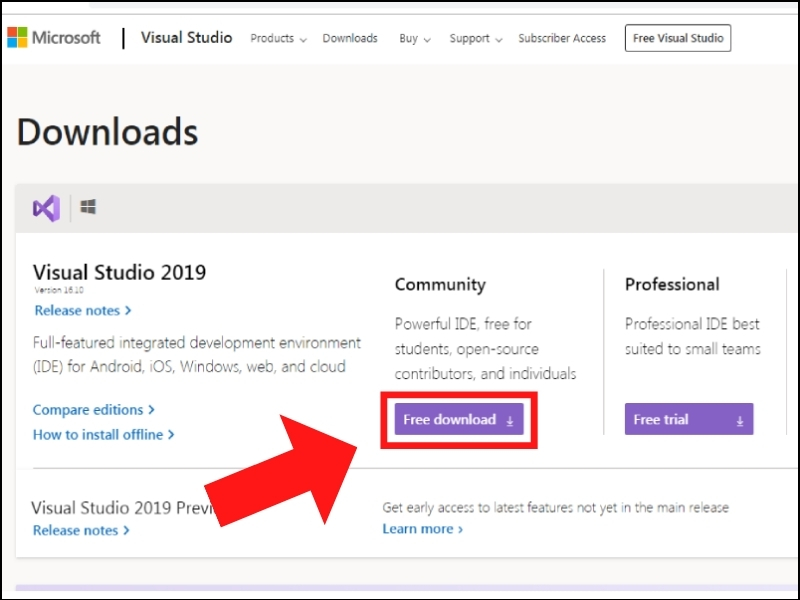 Microsoft | Visual Studio Products Downloads Buy Support Subscriber Access Free Visual Studio
Downloads
Visual Studio 2019
Version 16.10
Release notes >
Full-featured integrated development environment
(IDE) for Android, iOS, Windows, web, and cloud
Compare editions >
How to install offline >
Community
Powerful IDE, free for
students, open-source
contributors, and individuals
Free download
Professional
Professional IDE best
suited to small teams
Free trial
Visual Studio 2019 Previ
Release notes >
Get early access to latest features not yet in the main release
Learn more >